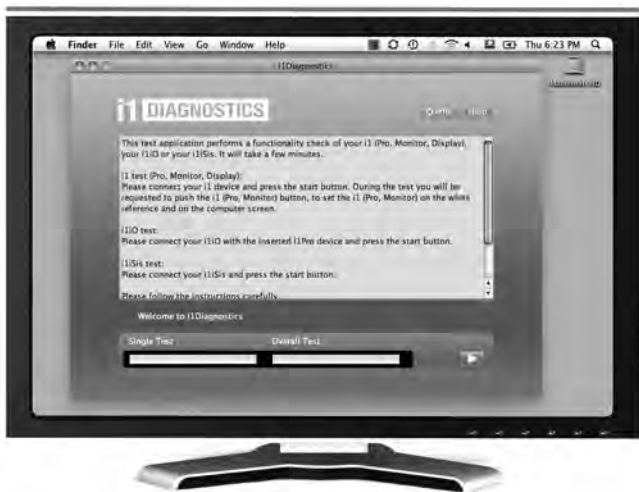 Finder File Edit View Go Window Help Thu 6:23 PM
i1Diagnostics
i1 DIAGNOSTICS
Help
This test application performs a functionality check of your i1 (Pro, Monitor, Display),
your i1iO or your i1iSis. It will take a few minutes.
i1 test (Pro, Monitor, Display):
Please connect your i1 device and press the start button. During the test you will be
requested to push the i1 (Pro, Monitor) button, to set the i1 (Pro, Monitor) on the white
reference and on the computer screen.
i1iO test:
Please connect your i1iO with the inserted i1Pro device and press the start button.
i1iSis test:
Please connect your i1iSis and press the start button.
Please follow the instructions carefully.
Welcome to i1Diagnostics
Single Test Overall Test